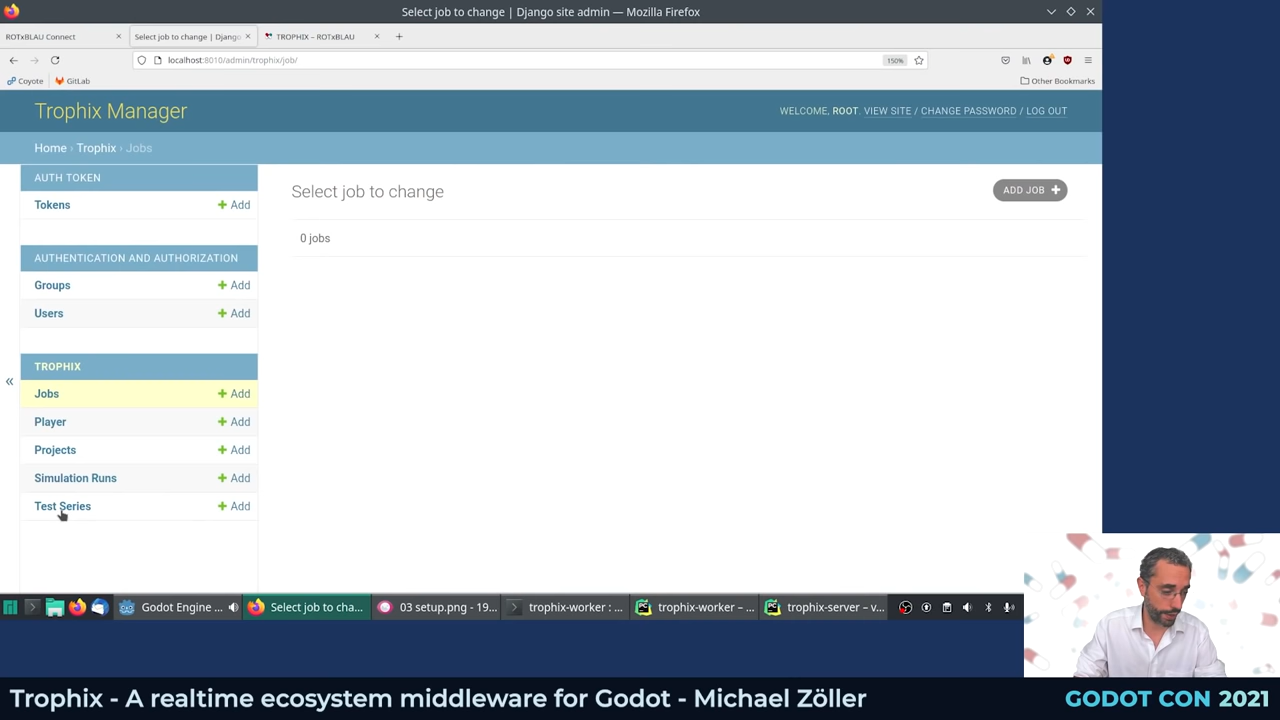 Select job to change | Django site admin — Mozilla Firefox
ROTxBLAU Connect
Select job to change | Django
TROPHIX – ROTxBLAU
localhost:8010/admin/trophix/job/
150%
Coyote
GitLab
Other Bookmarks
Trophix Manager
WELCOME, ROOT. VIEW SITE / CHANGE PASSWORD / LOG OUT
Home › Trophix › Jobs
AUTH TOKEN
Tokens
Add
AUTHENTICATION AND AUTHORIZATION
Groups
Add
Users
Add
TROPHIX
Jobs
Add
Player
Add
Projects
Add
Simulation Runs
Add
Test Series
Add
Select job to change
ADD JOB
0 jobs
Godot Engine ...
Select job to cha...
03 setup.png - 19...
trophix-worker : ...
trophix-worker – ...
trophix-server – v...
Trophix - A realtime ecosystem middleware for Godot - Michael Zöller
GODOT CON 2021